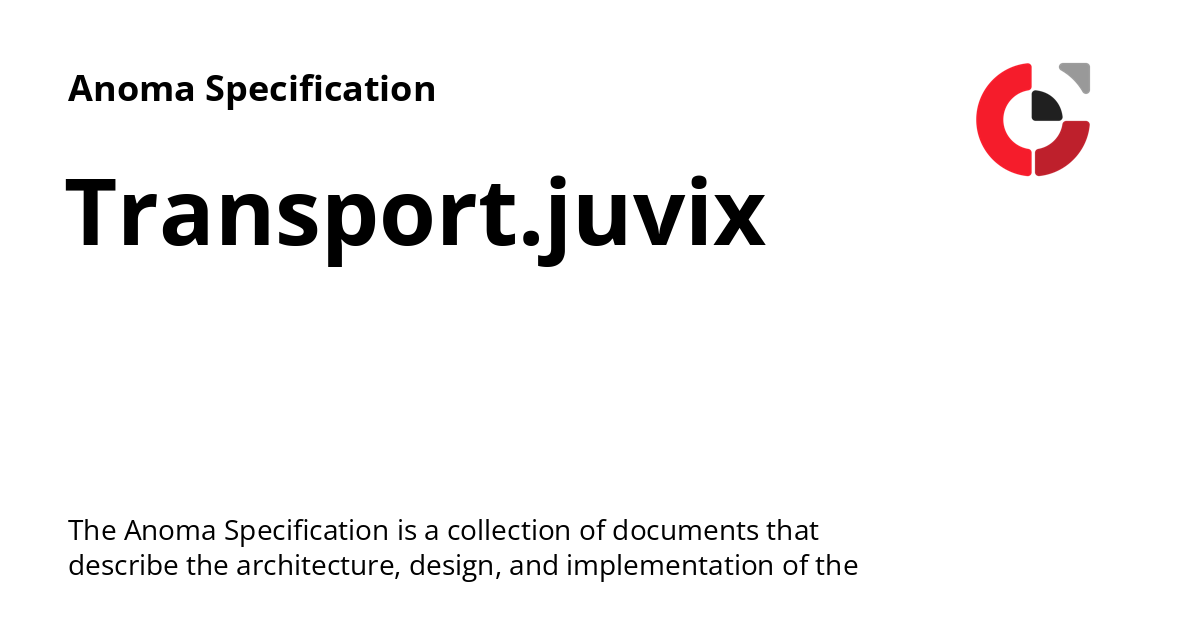 Anoma Specification
Transport.juvix
The Anoma Specification is a collection of documents that
describe the architecture, design, and implementation of the